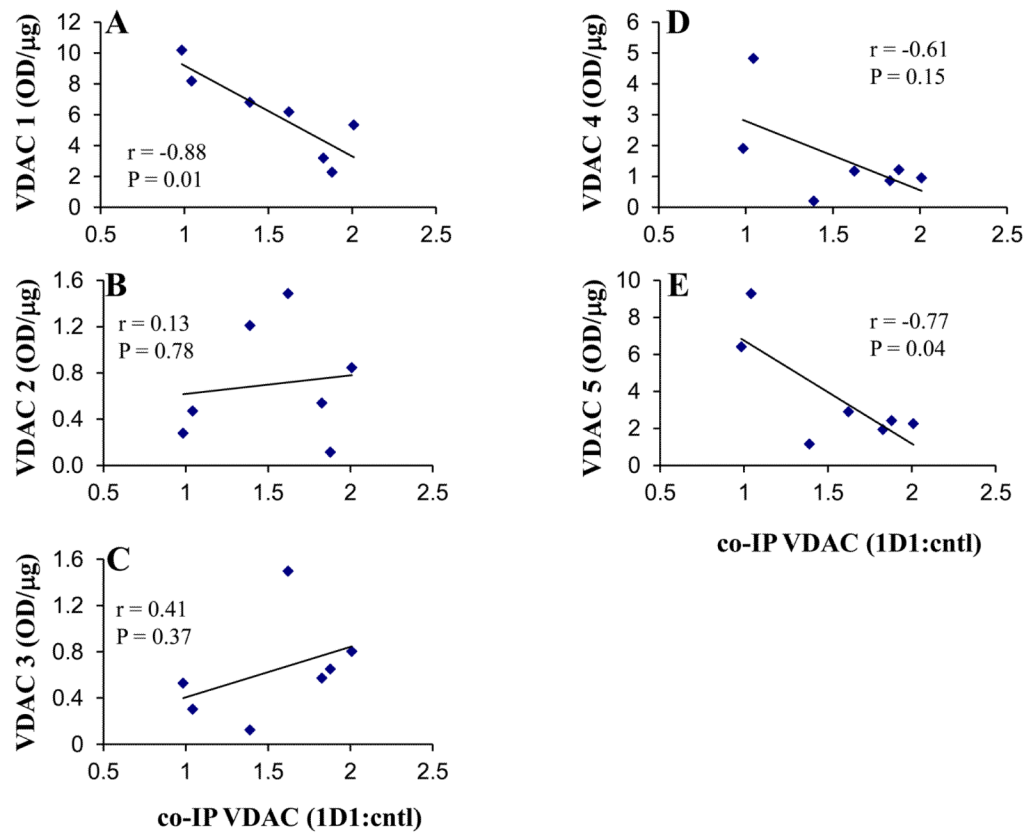 A
VDAC 1 (OD/µg)
12
10
8
6
4
2
0
r = -0.88
P = 0.01
0.5 1 1.5 2 2.5
B
VDAC 2 (OD/µg)
1.6
1.2
0.8
0.4
0.0
r = 0.13
P = 0.78
0.5 1 1.5 2 2.5
C
VDAC 3 (OD/µg)
1.6
1.2
0.8
0.4
0
r = 0.41
P = 0.37
0.5 1 1.5 2 2.5
co-IP VDAC (1D1:cntl)
D
VDAC 4 (OD/µg)
6
5
4
3
2
1
0
r = -0.61
P = 0.15
0.5 1 1.5 2 2.5
E
VDAC 5 (OD/µg)
10
8
6
4
2
0
r = -0.77
P = 0.04
0.5 1 1.5 2 2.5
co-IP VDAC (1D1:cntl)